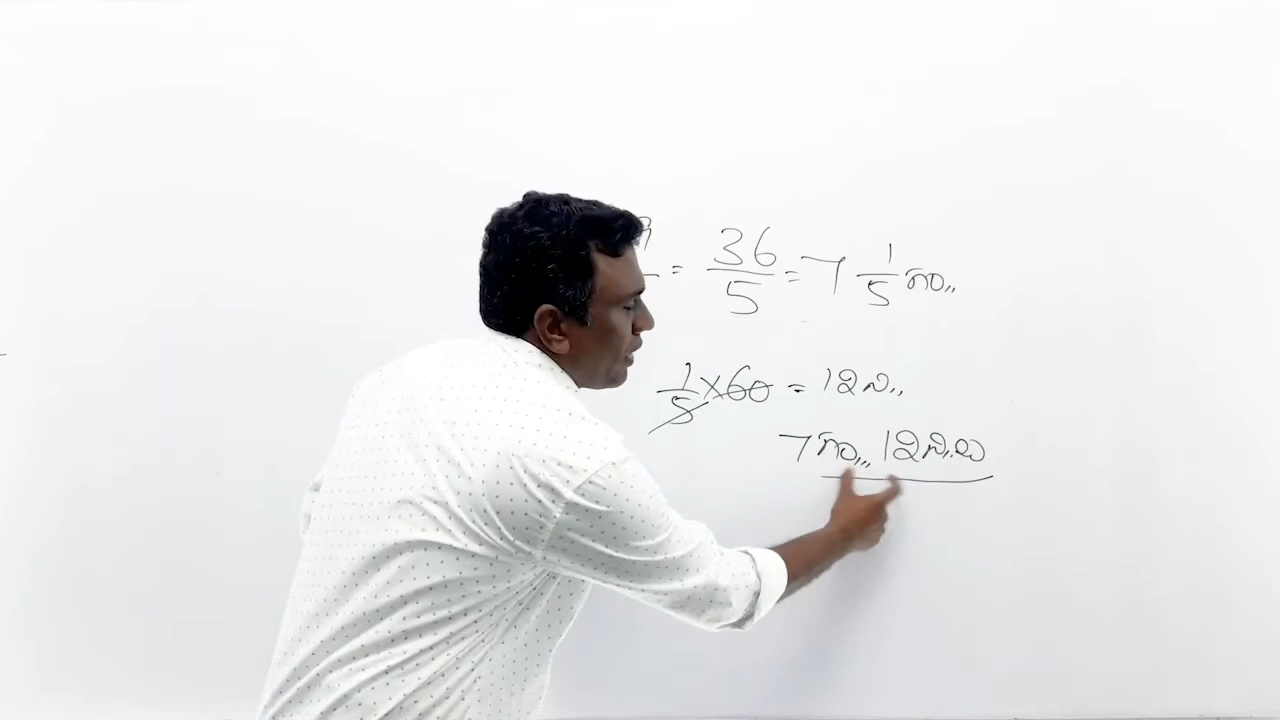 = 36/5 = 7 1/5 గం,,
1/5 × 60 = 12 ని,,
7 గం,,, 12 ని,,లు